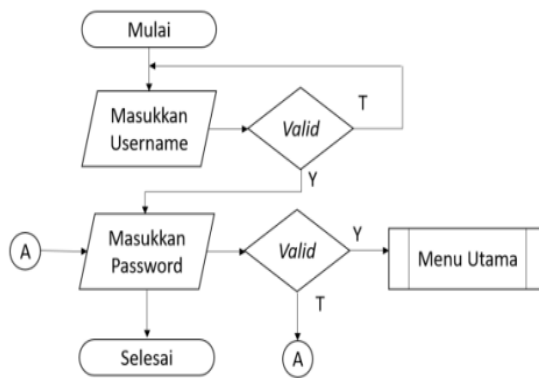 Mulai
Masukkan
Username
Valid
T
Y
A
Masukkan
Password
Valid
Y
Menu Utama
T
Selesai
A